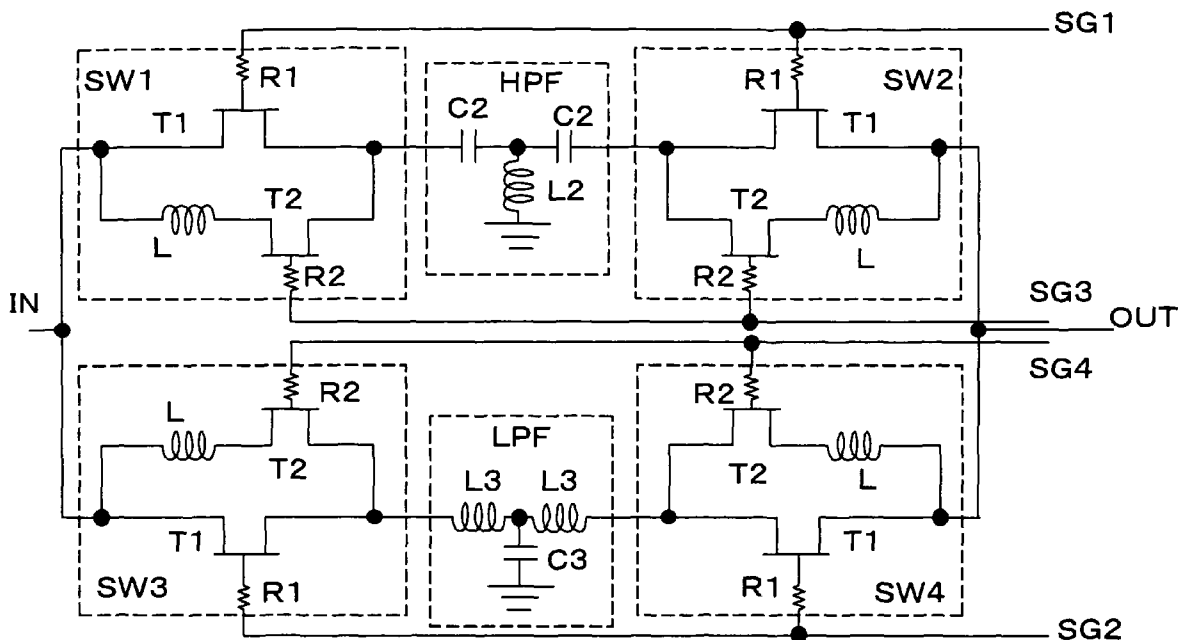 SG1
SW1 R1 HPF R1 SW2
T1 C2 C2 T1
T2 L2 T2
L R2 R2 L
SG3
IN OUT
SG4
L R2 R2 L
T2 LPF T2
L3 L3
T1 T1
C3
SW3 R1 R1 SW4
SG2